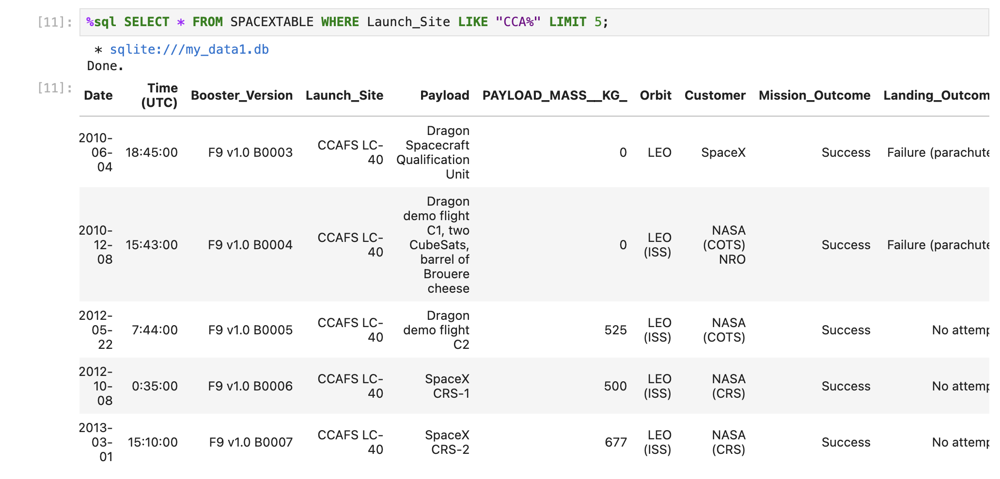 [11]: %sql SELECT * FROM SPACEXTABLE WHERE Launch_Site LIKE "CCA%" LIMIT 5;
* sqlite:///my_data1.db
Done.
[11]:
Date Time (UTC) Booster_Version Launch_Site Payload PAYLOAD_MASS__KG_ Orbit Customer Mission_Outcome Landing_Outcom
2010-06-04 18:45:00 F9 v1.0 B0003 CCAFS LC-40 Dragon Spacecraft Qualification Unit 0 LEO SpaceX Success Failure (parachute
2010-12-08 15:43:00 F9 v1.0 B0004 CCAFS LC-40 Dragon demo flight C1, two CubeSats, barrel of Brouere cheese 0 LEO (ISS) NASA (COTS) NRO Success Failure (parachute
2012-05-22 7:44:00 F9 v1.0 B0005 CCAFS LC-40 Dragon demo flight C2 525 LEO (ISS) NASA (COTS) Success No attemp
2012-10-08 0:35:00 F9 v1.0 B0006 CCAFS LC-40 SpaceX CRS-1 500 LEO (ISS) NASA (CRS) Success No attemp
2013-03-01 15:10:00 F9 v1.0 B0007 CCAFS LC-40 SpaceX CRS-2 677 LEO (ISS) NASA (CRS) Success No attemp